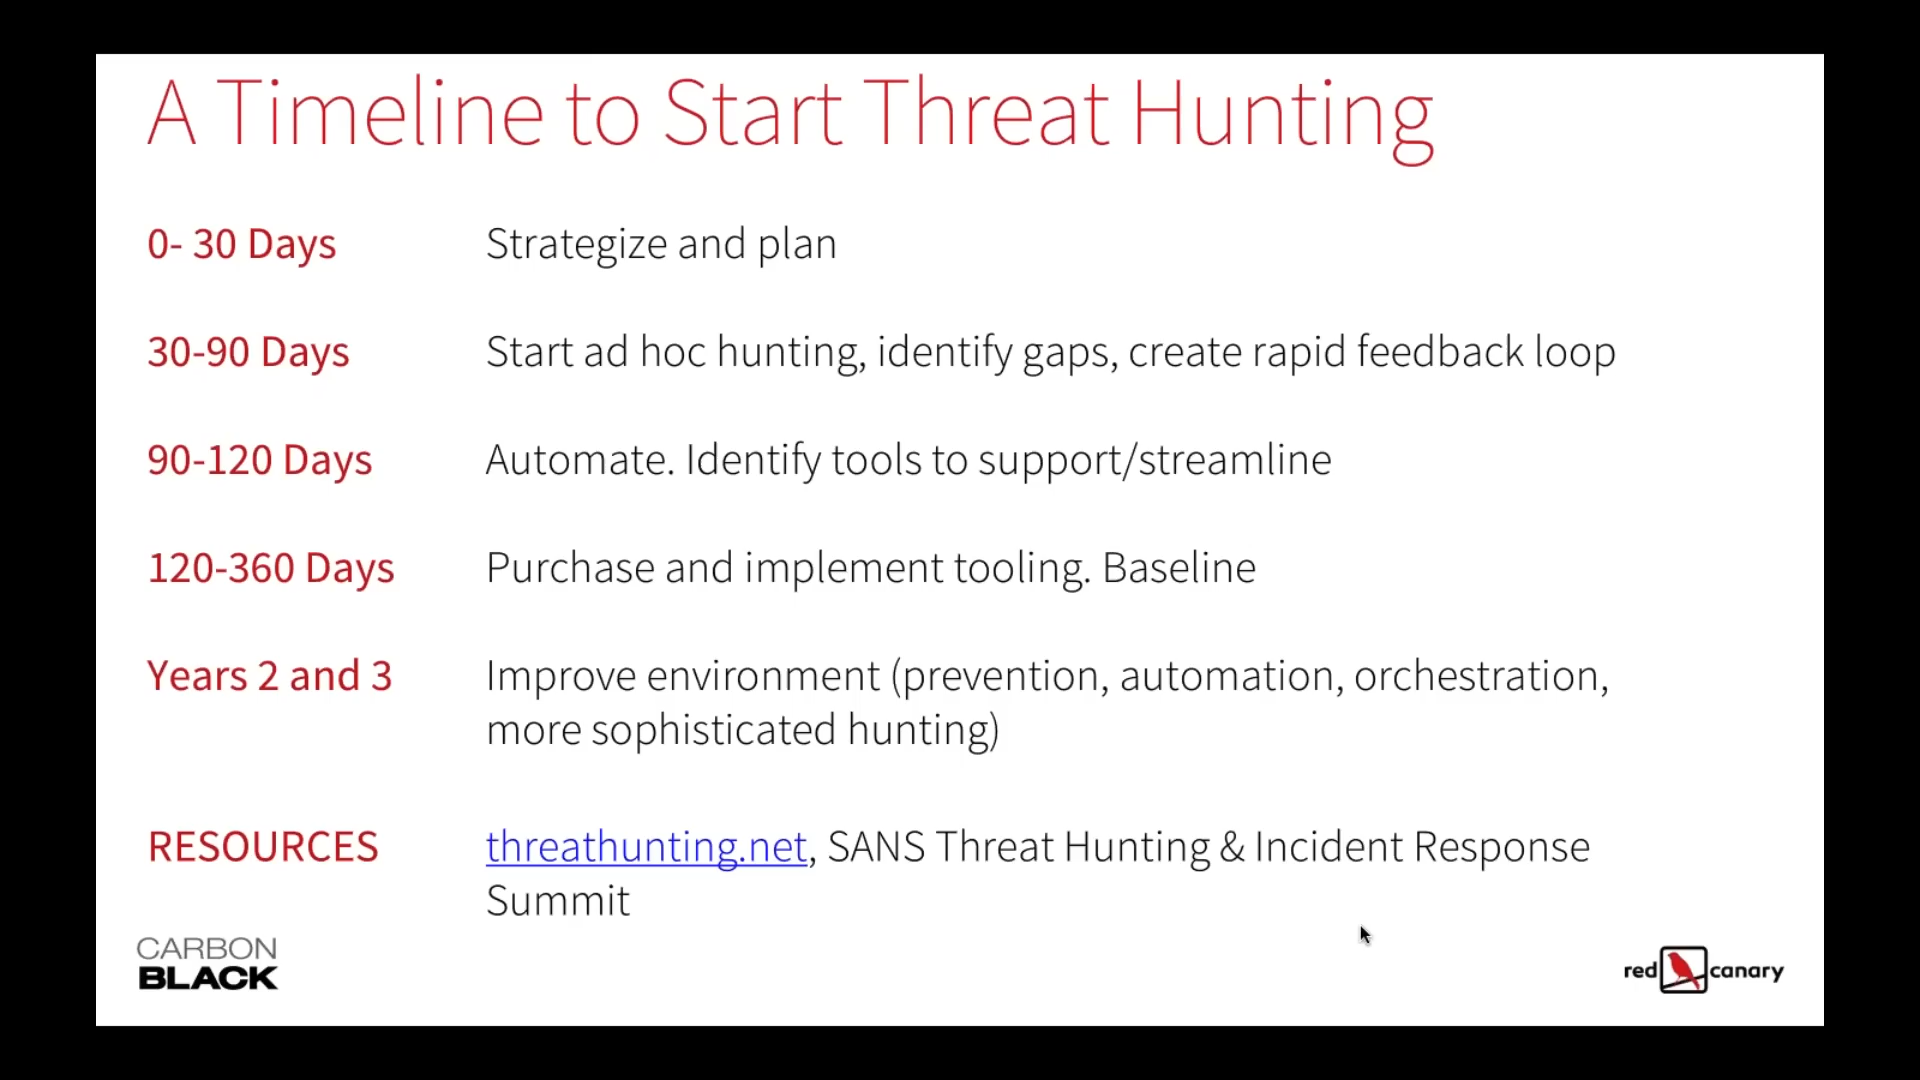 A Timeline to Start Threat Hunting
0- 30 Days Strategize and plan
30-90 Days Start ad hoc hunting, identify gaps, create rapid feedback loop
90-120 Days Automate. Identify tools to support/streamline
120-360 Days Purchase and implement tooling. Baseline
Years 2 and 3 Improve environment (prevention, automation, orchestration,
more sophisticated hunting)
RESOURCES threathunting.net, SANS Threat Hunting & Incident Response
Summit
CARBON
BLACK
red canary